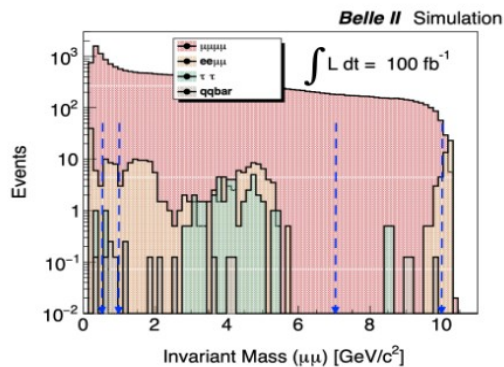 Belle II Simulation
μμμμ
eeμμ
τ τ
qqbar
∫ L dt = 100 fb⁻¹
Events
10³
10²
10
1
10⁻¹
10⁻²
0 2 4 6 8 10
Invariant Mass (μμ) [GeV/c²]